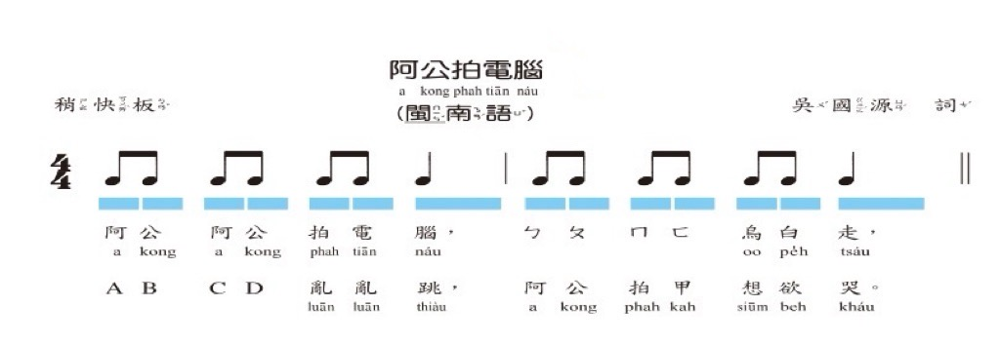 阿公拍電腦
a kong phah tiān náu
稍快板
(閩南語)
吳國源 詞
4
4
阿公 阿公 拍電 腦， ㄅㄆ ㄇㄈ 烏白 走，
a kong a kong phah tiān náu oo pe̍h tsáu
A B C D 亂亂 跳， 阿公 拍甲 想欲 哭。
luān luān thiàu a kong phah kah siūm beh kháu